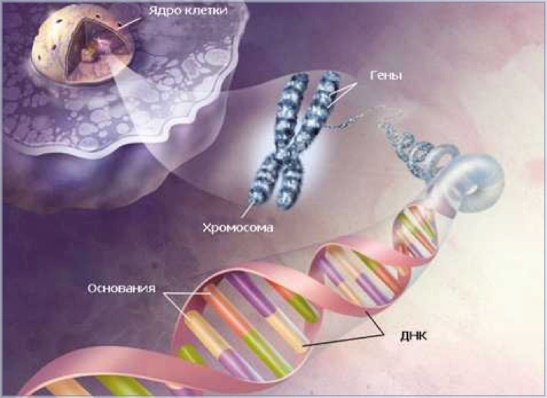 Ядро клетки
Гены
Хромосома
Основания
ДНК